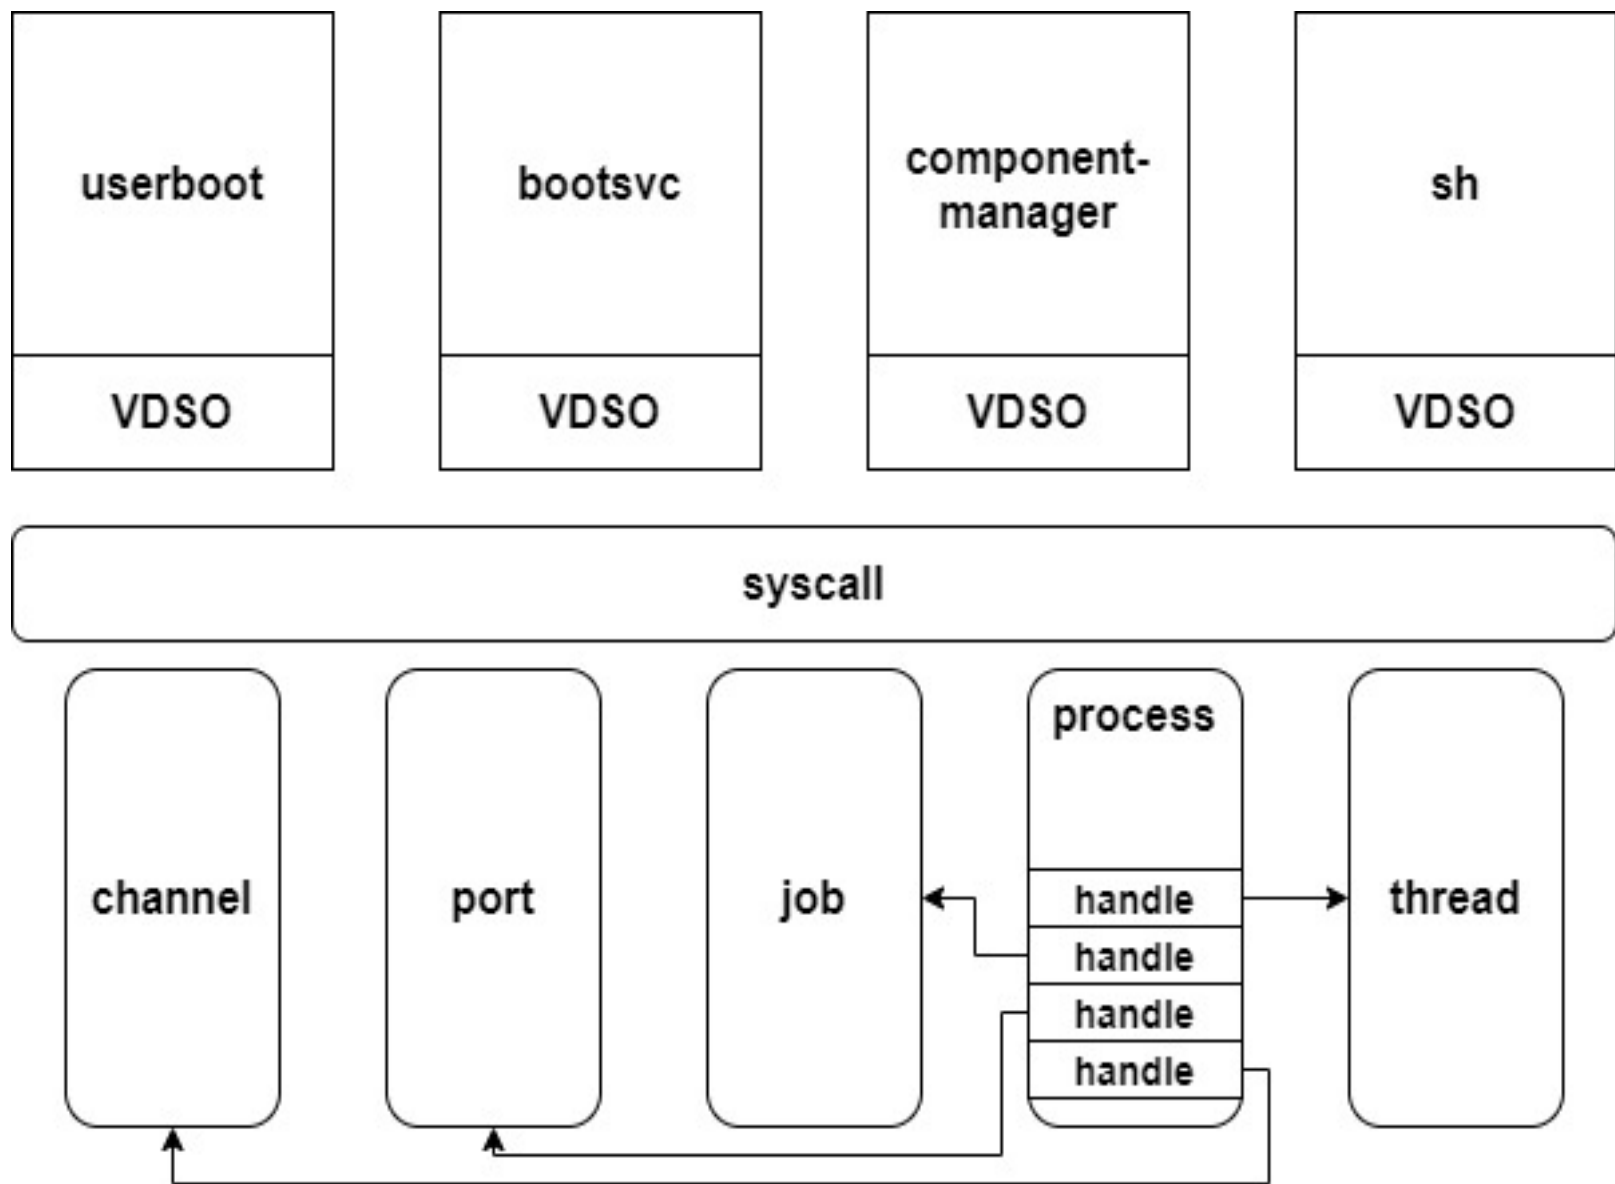 userboot
bootsvc
component-
manager
sh
VDSO
VDSO
VDSO
VDSO
syscall
channel
port
job
process
handle
handle
handle
handle
thread